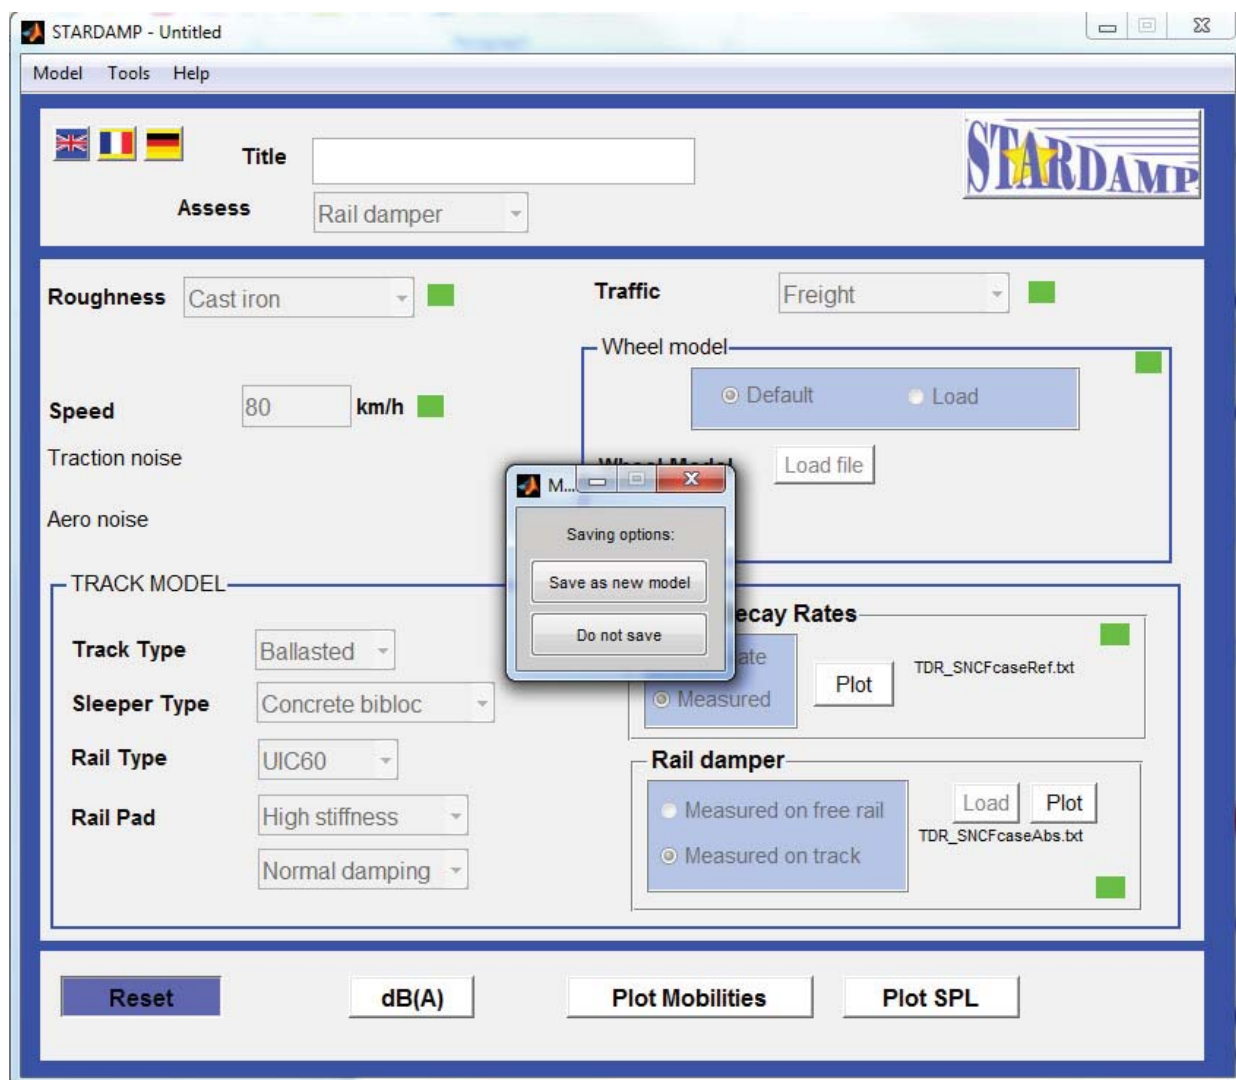 STARDAMP - Untitled
Model Tools Help
Title
STARDAMP
Assess Rail damper
Roughness Cast iron
Traffic Freight
Wheel model
Default Load
Speed 80 km/h
Traction noise
Wheel Model Load file
M...
Aero noise
Saving options:
Save as new model
Do not save
TRACK MODEL
Track Type Ballasted
Sleeper Type Concrete bibloc
Rail Type UIC60
Rail Pad High stiffness
Normal damping
Rates
Measured
Plot
TDR_SNCFcaseRef.txt
Rail damper
Measured on free rail
Measured on track
Load Plot
TDR_SNCFcaseAbs.txt
Reset dB(A) Plot Mobilities Plot SPL